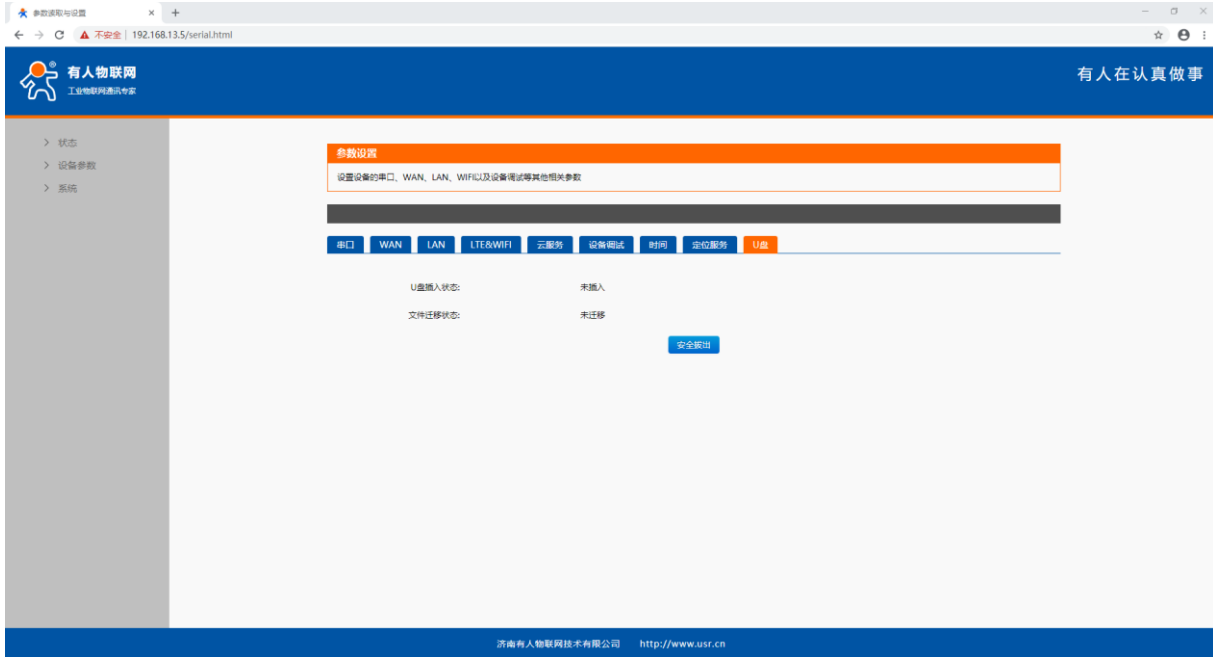 参数读取与设置
不安全 | 192.168.13.5/serial.html
有人物联网
工业物联网通讯专家
有人在认真做事
状态
设备参数
系统
参数设置
设置设备的串口、WAN、LAN、WIFI以及设备调试等其他相关参数
串口 WAN LAN LTE&WIFI 云服务 设备调试 时间 定位服务 U盘
U盘插入状态: 未插入
文件迁移状态: 未迁移
安全拔出
济南有人物联网技术有限公司 http://www.usr.cn